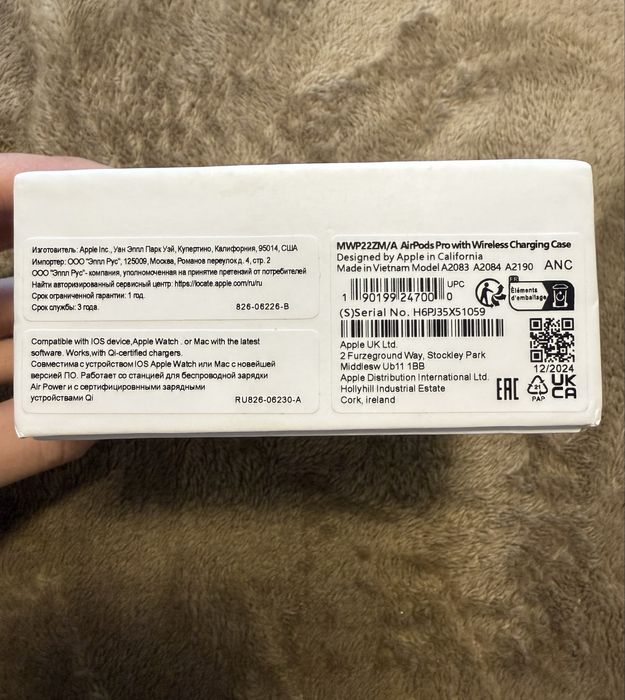 Изготовитель: Apple Inc., Уан Эппл Парк Уэй, Купертино, Калифорния, 95014, США
Импортер: ООО "Эппл Рус", 125009, Москва, Романов переулок д. 4, стр. 2
ООО "Эппл Рус"- компания, уполномоченная на принятие претензий от потребителей
Найти авторизированный сервисный центр: https://locate.apple.com/ru/ru
Срок ограниченной гарантии: 1 год.
Срок службы: 3 года. 826-06226-B
Compatible with IOS device,Apple Watch , or Mac with the latest
software. Works,with Qi-certified chargers.
Совместима с устройством IOS Apple Watch или Mac с новейшей
версией ПО. Работает со станцией для беспроводной зарядки
Air Power и с сертифицированными зарядными
устройствами Qi RU826-06230-A
MWP22ZM/A AirPods Pro with Wireless Charging Case
Designed by Apple in California
Made in Vietnam Model A2083 A2084 A2190 ANC
1 90199 24700 0 UPC
FR
Éléments
d'emballage
(S)Serial No. H6PJ35X51059
Apple UK Ltd.
2 Furzeground Way, Stockley Park
Middlesw Ub11 1BB
Apple Distribution International Ltd.
Hollyhill Industrial Estate
Cork, ireland
12/2024
EAC
21
PAP
UK
CA